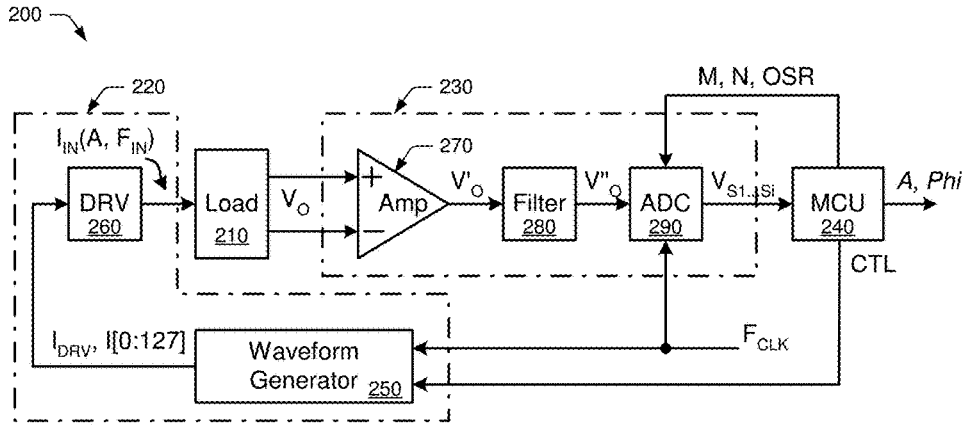 200
220
230
M, N, OSR
I_IN(A, F_IN)
270
DRV
260
Load
210
V_O
+
−
Amp
V'_O
Filter
280
V"_O
ADC
290
V_S1...Si
MCU
240
A, Phi
CTL
I_DRV, I[0:127]
Waveform
Generator
250
F_CLK